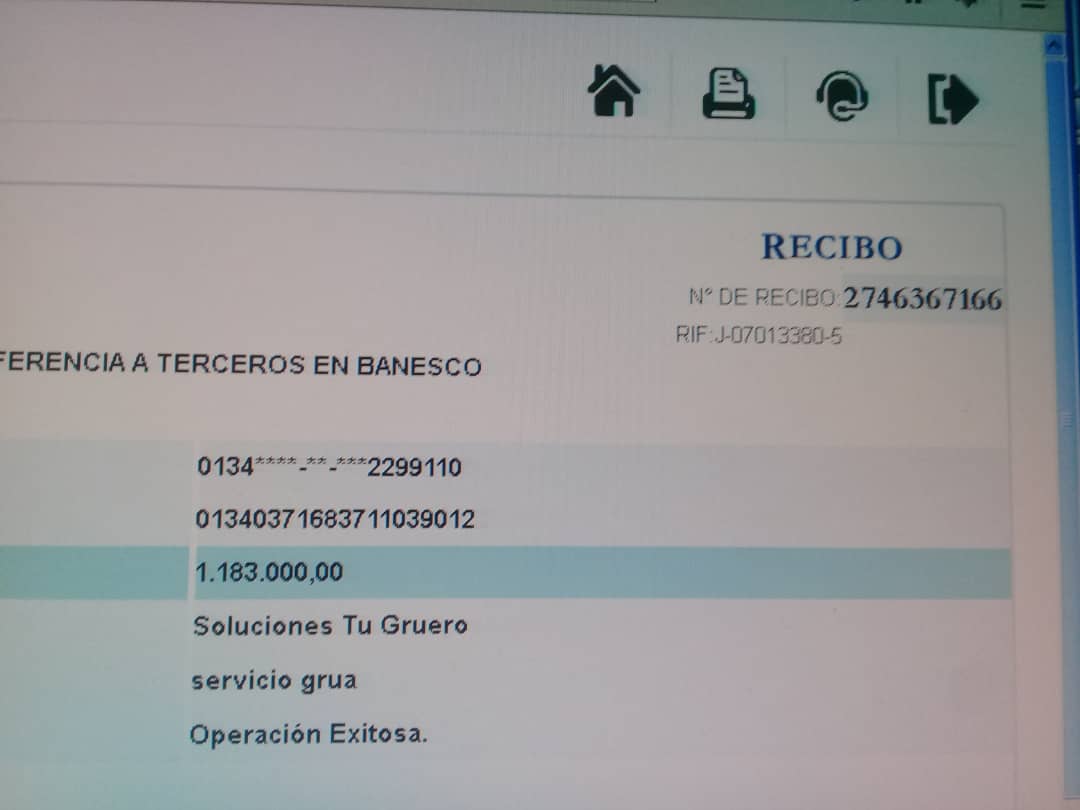 RECIBO
N° DE RECIBO: 2746367166
RIF:J-07013380-5
FERENCIA A TERCEROS EN BANESCO
0134****-**-***2299110
01340371683711039012
1.183.000,00
Soluciones Tu Gruero
servicio grua
Operación Exitosa.